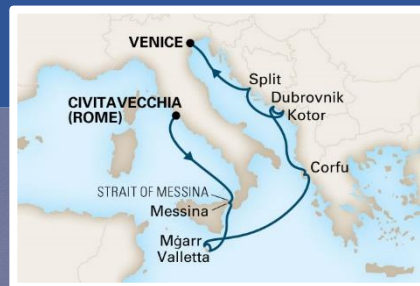 VENICE
Split
Dubrovnik
Kotor
CIVITAVECCHIA
(ROME)
Corfu
STRAIT OF MESSINA
Messina
Mġarr
Valletta